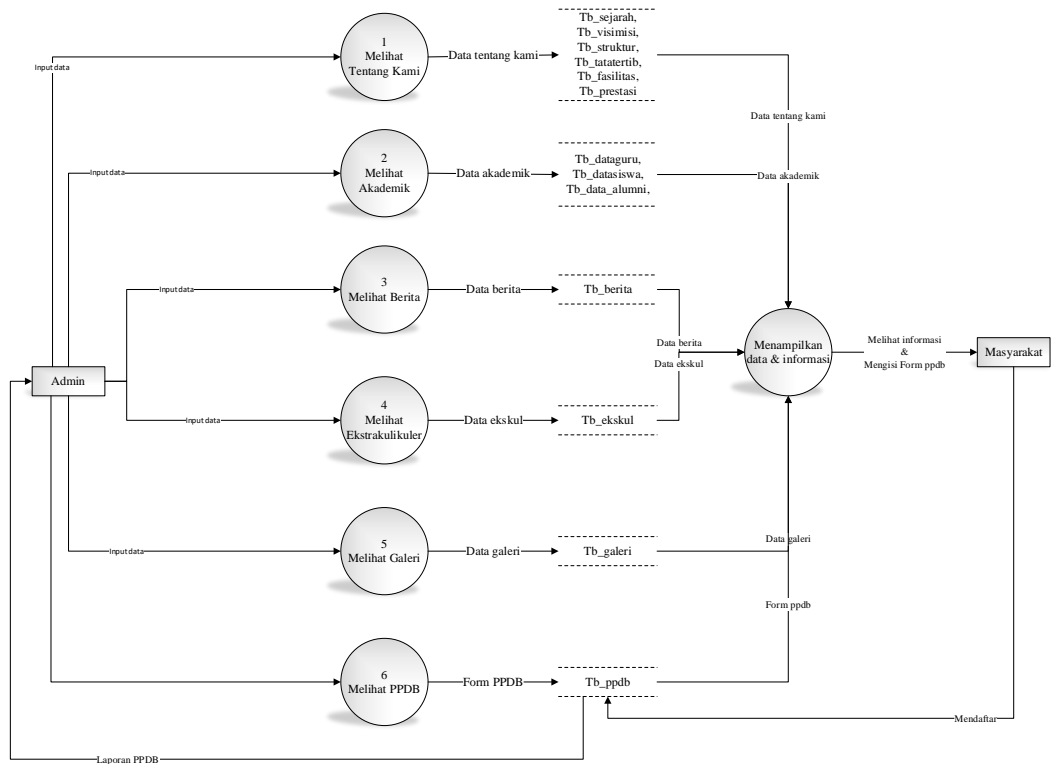 1
Melihat
Tentang Kami
Input data
Data tentang kami
Tb_sejarah,
Tb_visimisi,
Tb_struktur,
Tb_tatatertib,
Tb_fasilitas,
Tb_prestasi
Data tentang kami
2
Melihat
Akademik
Input data
Data akademik
Tb_dataguru,
Tb_datasiswa,
Tb_data_alumni,
Data akademik
3
Melihat Berita
Input data
Data berita
Tb_berita
Data berita
Data ekskul
Menampilkan
data & informasi
Melihat informasi
&
Mengisi Form ppdb
Masyarakat
Admin
4
Melihat
Ekstrakulikuler
Input data
Data ekskul
Tb_ekskul
5
Melihat Galeri
Input data
Data galeri
Tb_galeri
Data galeri
Form ppdb
6
Melihat PPDB
Form PPDB
Tb_ppdb
Mendaftar
Laporan PPDB